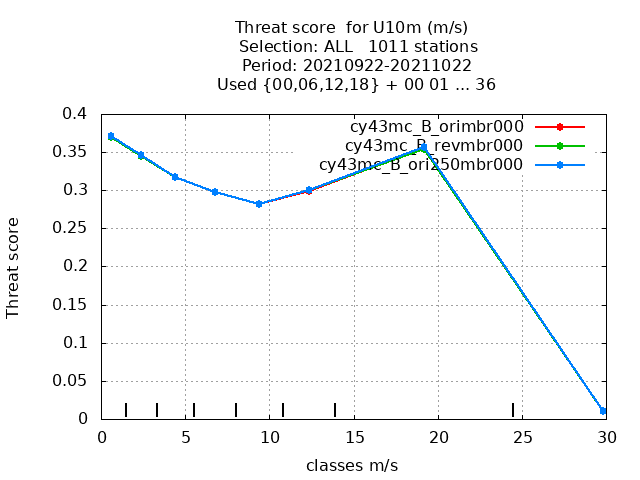 Threat score  for U10m (m/s)
Selection: ALL   1011 stations
Period: 20210922-20211022
Used {00,06,12,18} + 00 01 ... 36
cy43mc_B_orimbr000
cy43mc_B_revmbr000
cy43mc_B_ori250mbr000
0.4
0.35
0.3
0.25
0.2
0.15
0.1
0.05
0
Threat score
0 5 10 15 20 25 30
classes m/s